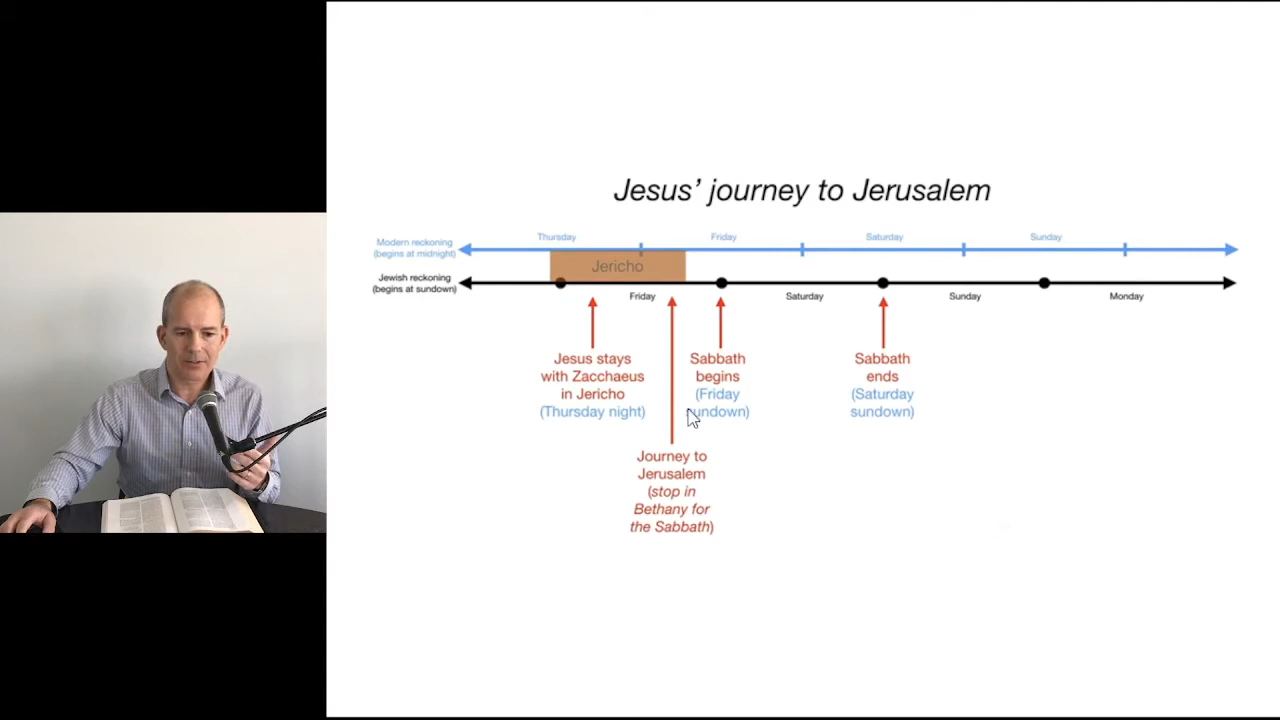 Jesus' journey to Jerusalem
Thursday
Friday
Saturday
Sunday
Modern reckoning
(begins at midnight)
Jericho
Jewish reckoning
(begins at sundown)
Friday
Saturday
Sunday
Monday
Jesus stays
with Zacchaeus
in Jericho
(Thursday night)
Sabbath
begins
(Friday
sundown)
Sabbath
ends
(Saturday
sundown)
Journey to
Jerusalem
(stop in
Bethany for
the Sabbath)